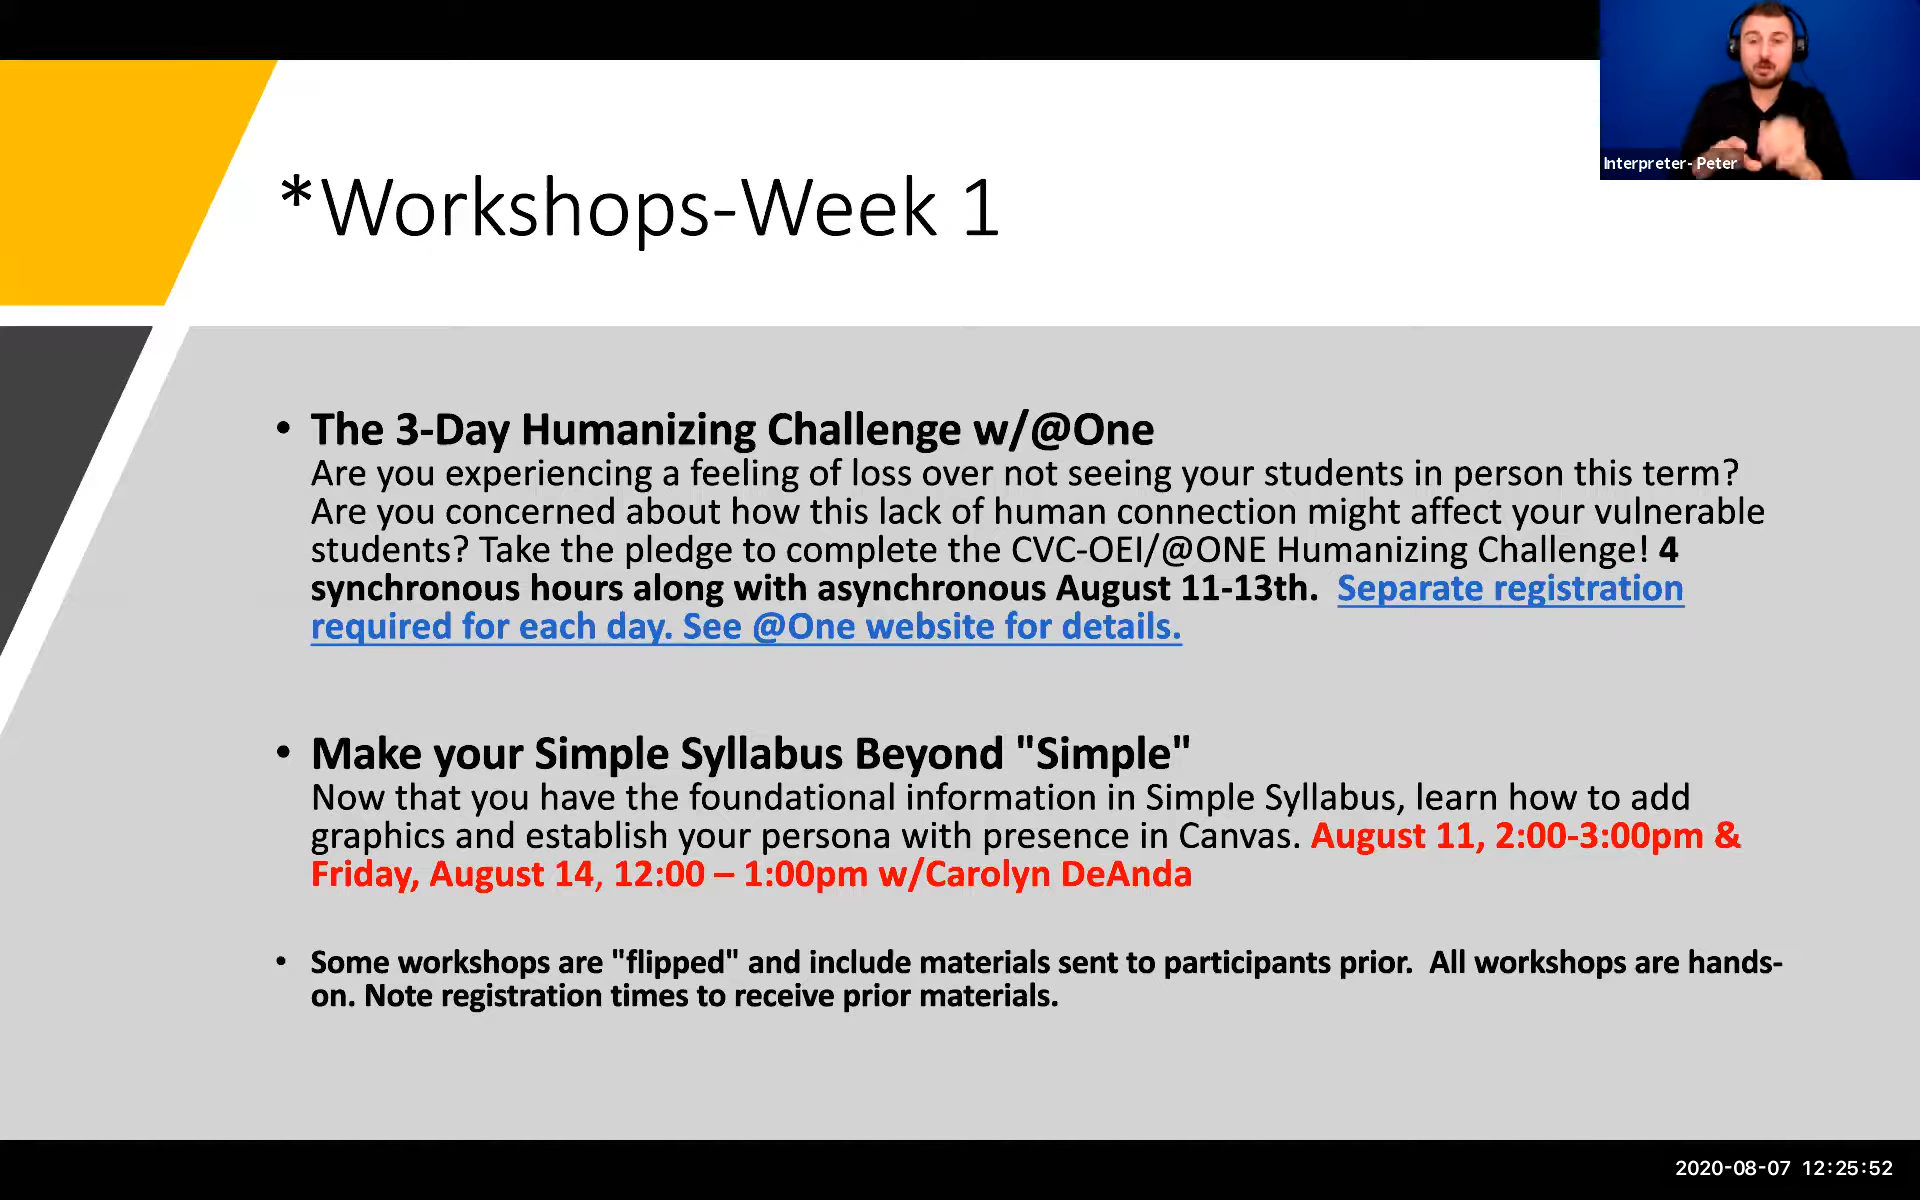 Interpreter- Peter
*Workshops-Week 1
• The 3-Day Humanizing Challenge w/@One
Are you experiencing a feeling of loss over not seeing your students in person this term?
Are you concerned about how this lack of human connection might affect your vulnerable
students? Take the pledge to complete the CVC-OEI/@ONE Humanizing Challenge! 4
synchronous hours along with asynchronous August 11-13th.  Separate registration
required for each day. See @One website for details.
• Make your Simple Syllabus Beyond "Simple"
Now that you have the foundational information in Simple Syllabus, learn how to add
graphics and establish your persona with presence in Canvas. August 11, 2:00-3:00pm &
Friday, August 14, 12:00 – 1:00pm w/Carolyn DeAnda
• Some workshops are "flipped" and include materials sent to participants prior.  All workshops are hands-
on. Note registration times to receive prior materials.
2020-08-07 12:25:52